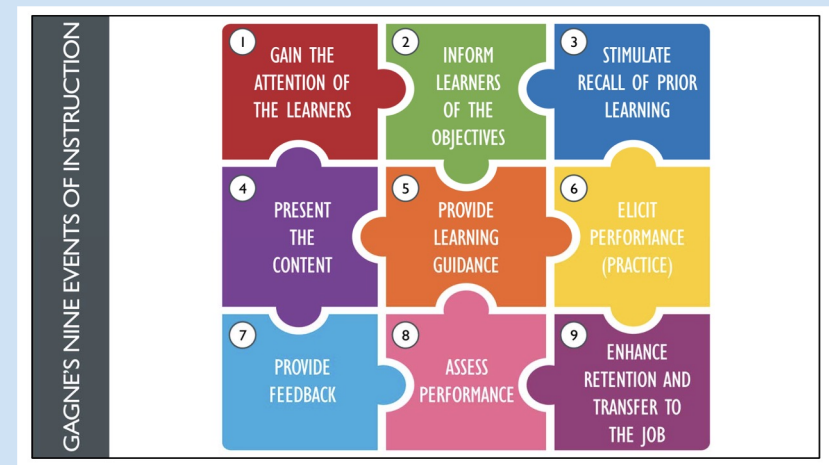 GAGNE'S NINE EVENTS OF INSTRUCTION
1
GAIN THE
ATTENTION OF
THE LEARNERS
2
INFORM
LEARNERS
OF THE
OBJECTIVES
3
STIMULATE
RECALL OF PRIOR
LEARNING
4
PRESENT
THE
CONTENT
5
PROVIDE
LEARNING
GUIDANCE
6
ELICIT
PERFORMANCE
(PRACTICE)
7
PROVIDE
FEEDBACK
8
ASSESS
PERFORMANCE
9
ENHANCE
RETENTION AND
TRANSFER TO
THE JOB